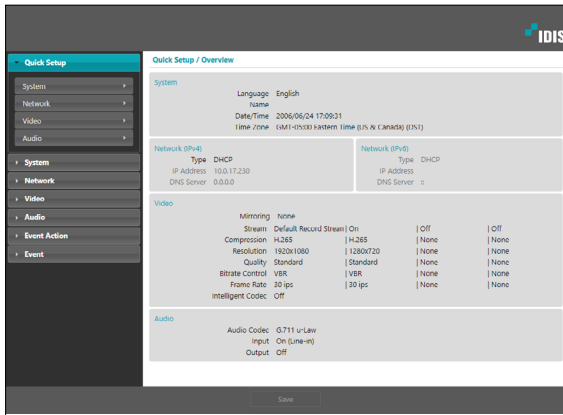 IDIS
Quick Setup
System
Network
Video
Audio
System
Network
Video
Audio
Event Action
Event
Quick Setup / Overview
System
Language English
Name
Date/Time 2006/06/24 17:09:31
Time Zone GMT-05:00 Eastern Time (US & Canada) (DST)
Network (IPv4)
Type DHCP
IP Address 10.0.17.230
DNS Server 0.0.0.0
Network (IPv6)
Type DHCP
IP Address
DNS Server ::
Video
Mirroring None
Stream Default Record Stream | On | Off | Off
Compression H.265 | H.265 | None | None
Resolution 1920x1080 | 1280x720 | None | None
Quality Standard | Standard | None | None
Bitrate Control VBR | VBR | None | None
Frame Rate 30 ips | 30 ips | None | None
Intelligent Codec Off
Audio
Audio Codec G.711 u-Law
Input On (Line-in)
Output Off
Save